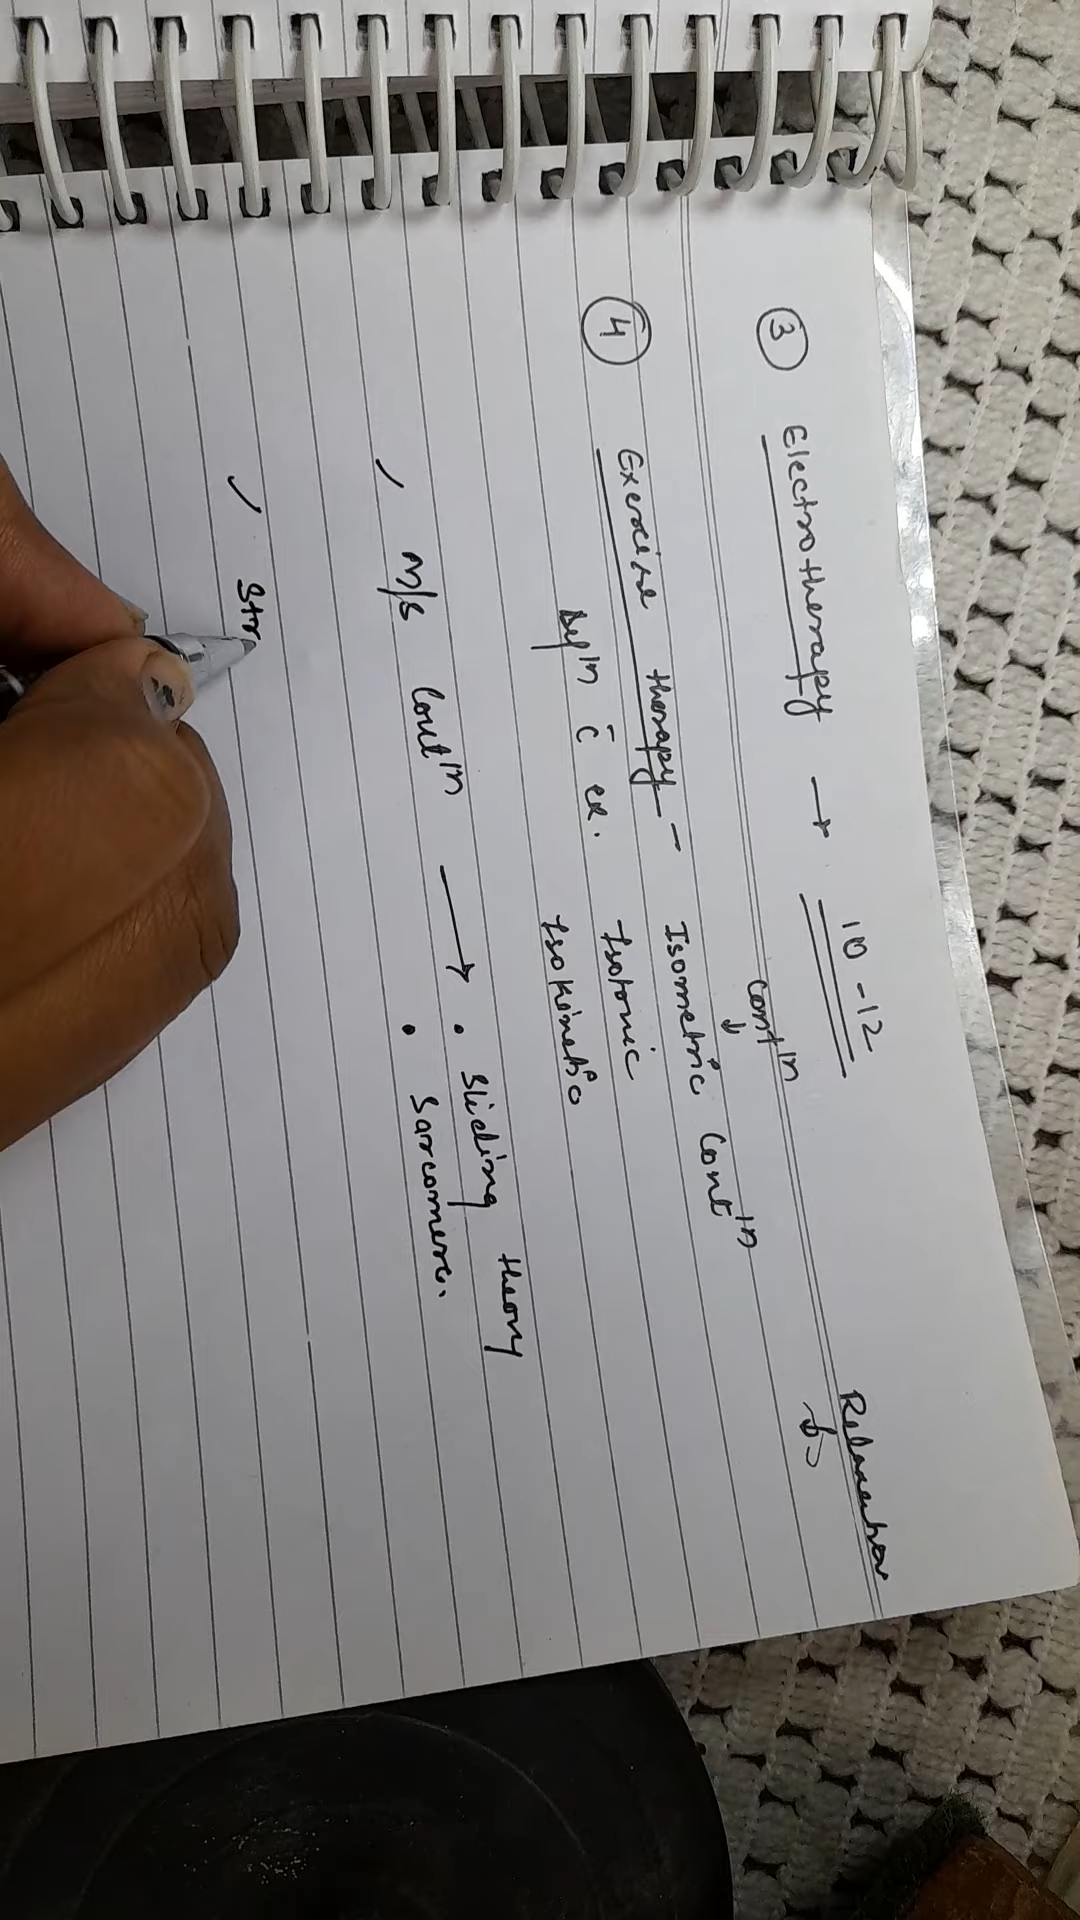 Relaxation
③ Electrotherapy → 10-12
contⁿ
④ Exercise therapy - Isometric contⁿ
Defⁿ c̄ ex. Isotonic
Isokinetic
✓ M/s Contⁿ → • Sliding theory
• Sarcomere.
✓ Str